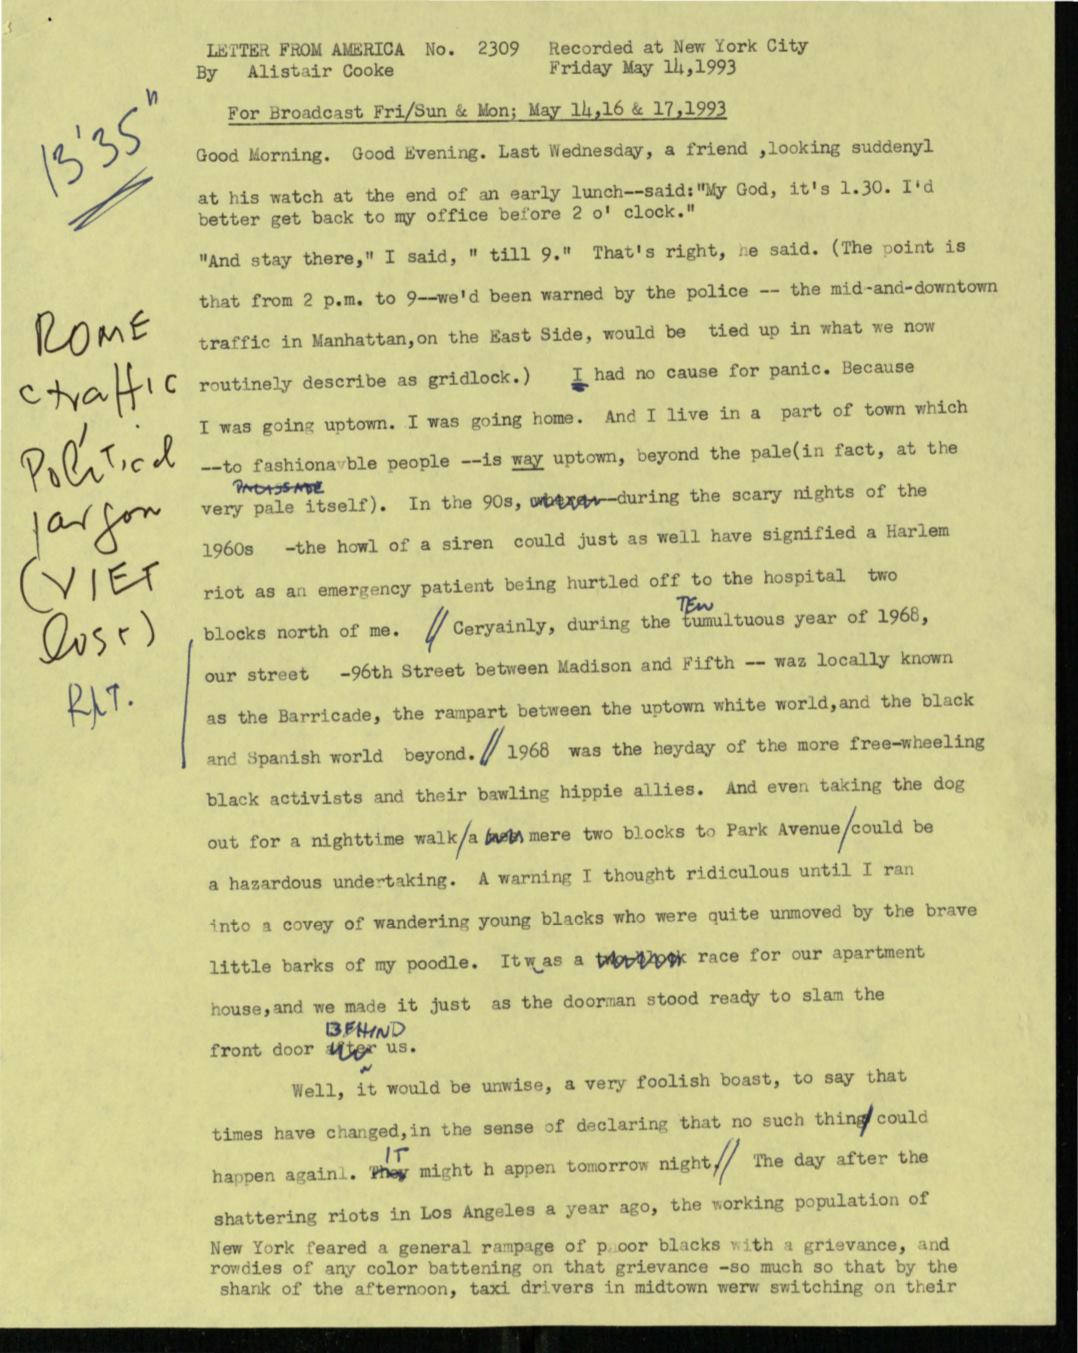 LETTER FROM AMERICA No. 2309 Recorded at New York City
By Alistair Cooke Friday May 14,1993
For Broadcast Fri/Sun & Mon; May 14,16 & 17,1993
13'35"
Good Morning. Good Evening. Last Wednesday, a friend ,looking suddenyl
at his watch at the end of an early lunch--said:"My God, it's 1.30. I'd
better get back to my office before 2 o' clock."
"And stay there," I said, " till 9." That's right, he said. (The point is
that from 2 p.m. to 9--we'd been warned by the police -- the mid-and-downtown
traffic in Manhattan,on the East Side, would be tied up in what we now
routinely describe as gridlock.) I had no cause for panic. Because
I was going uptown. I was going home. And I live in a part of town which
--to fashionavble people --is way uptown, beyond the pale(in fact, at the
very pale itself). In the 90s, during the scary nights of the
1960s -the howl of a siren could just as well have signified a Harlem
riot as an emergency patient being hurtled off to the hospital two
TEN
blocks north of me. // Ceryainly, during the tumultuous year of 1968,
our street -96th Street between Madison and Fifth -- waz locally known
as the Barricade, the rampart between the uptown white world,and the black
and Spanish world beyond.// 1968 was the heyday of the more free-wheeling
black activists and their bawling hippie allies. And even taking the dog
out for a nighttime walk/a mere two blocks to Park Avenue/could be
a hazardous undertaking. A warning I thought ridiculous until I ran
into a covey of wandering young blacks who were quite unmoved by the brave
little barks of my poodle. Itwas a race for our apartment
house,and we made it just as the doorman stood ready to slam the
BEHIND
front door after us.
Well, it would be unwise, a very foolish boast, to say that
times have changed,in the sense of declaring that no such thing/could
IT
happen againl. They might h appen tomorrow night.// The day after the
shattering riots in Los Angeles a year ago, the working population of
New York feared a general rampage of p oor blacks with a grievance, and
rowdies of any color battening on that grievance -so much so that by the
shank of the afternoon, taxi drivers in midtown werw switching on their
ROME
traffic
Political
jargon
(VIET
lost)